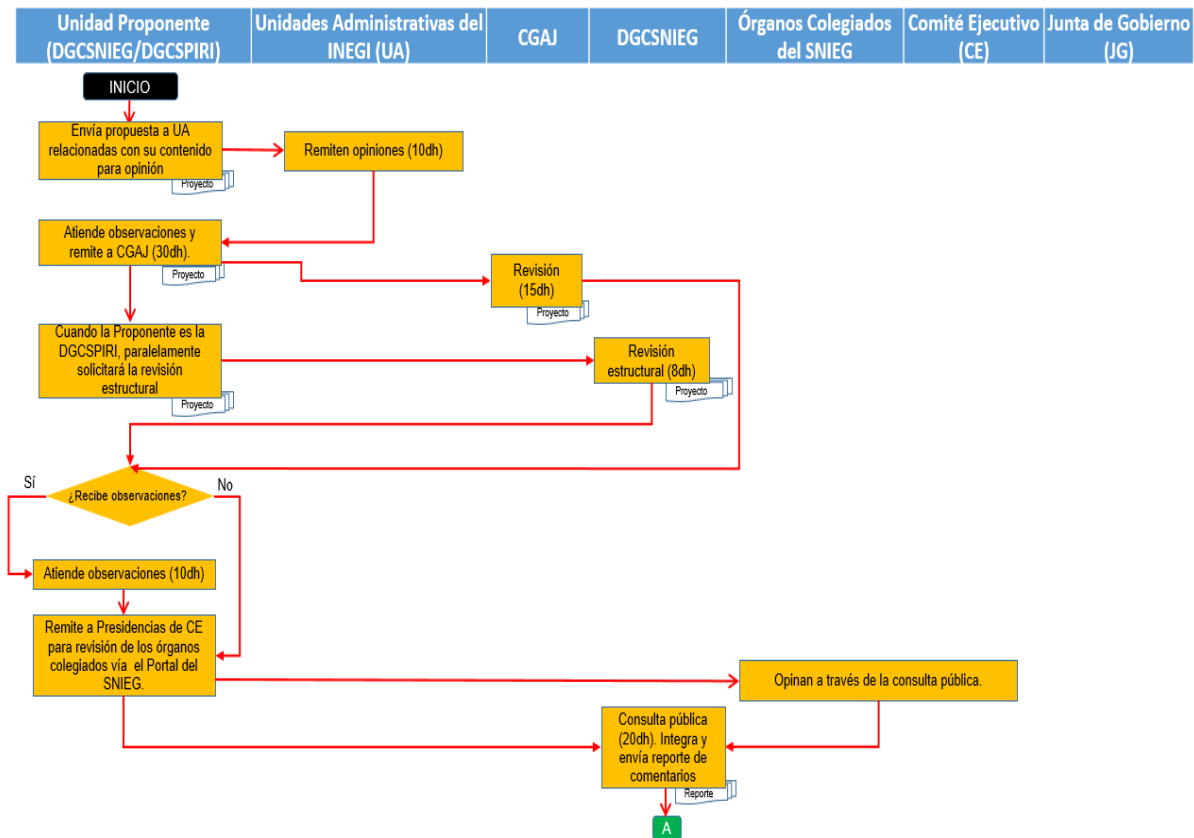 Unidad Proponente
(DGCSNIEG/DGCSPIRI)
Unidades Administrativas del
INEGI (UA)
CGAJ
DGCSNIEG
Órganos Colegiados
del SNIEG
Comité Ejecutivo
(CE)
Junta de Gobierno
(JG)
INICIO
Envía propuesta a UA
relacionadas con su contenido
para opinión
Proyecto
Remiten opiniones (10dh)
Atiende observaciones y
remite a CGAJ (30dh).
Proyecto
Revisión
(15dh)
Proyecto
Cuando la Proponente es la
DGCSPIRI, paralelamente
solicitará la revisión
estructural
Proyecto
Revisión
estructural (8dh)
Proyecto
Sí
¿Recibe observaciones?
No
Atiende observaciones (10dh)
Remite a Presidencias de CE
para revisión de los órganos
colegiados vía el Portal del
SNIEG.
Opinan a través de la consulta pública.
Consulta pública
(20dh). Integra y
envía reporte de
comentarios
Reporte
A